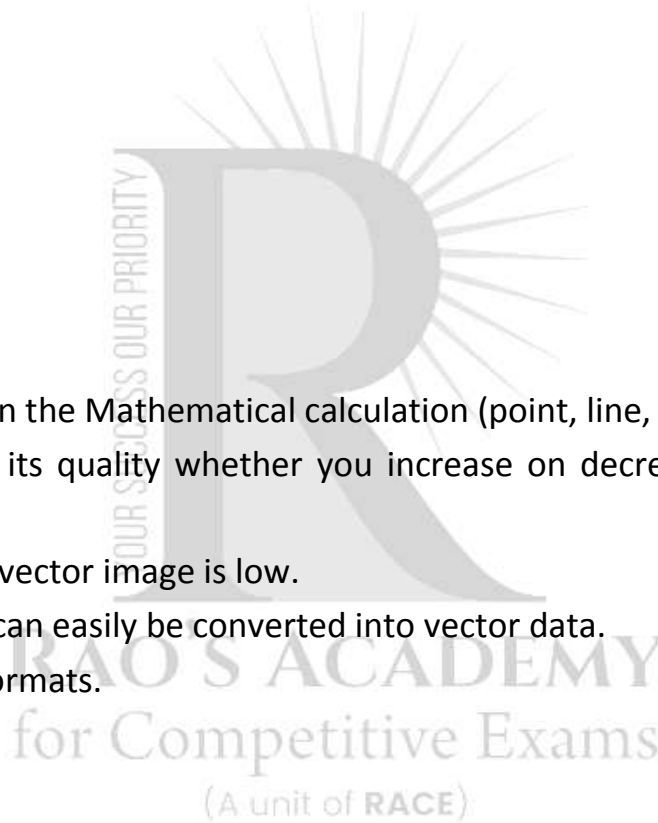 YOUR SUCCESS OUR PRIORITY
n the Mathematical calculation (point, line,
its quality whether you increase on decre
vector image is low.
can easily be converted into vector data.
RAO'S ACADEMY
ormats.
for Competitive Exams
(A unit of RACE)